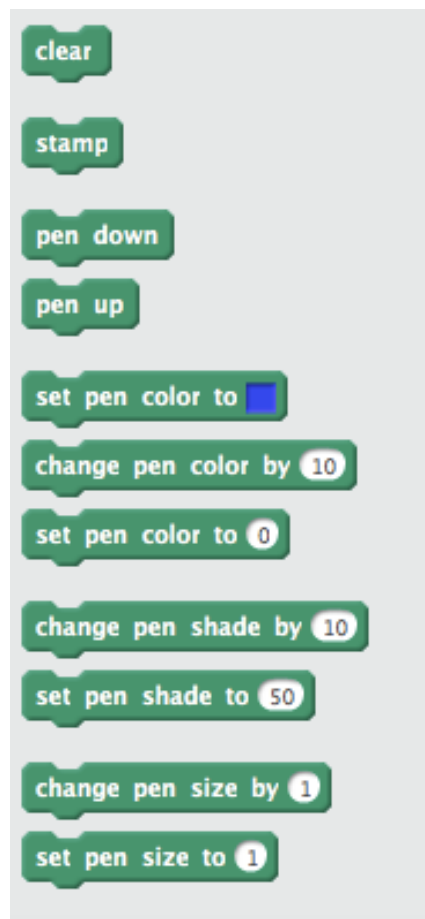 clear
stamp
pen down
pen up
set pen color to
change pen color by 10
set pen color to 0
change pen shade by 10
set pen shade to 50
change pen size by 1
set pen size to 1